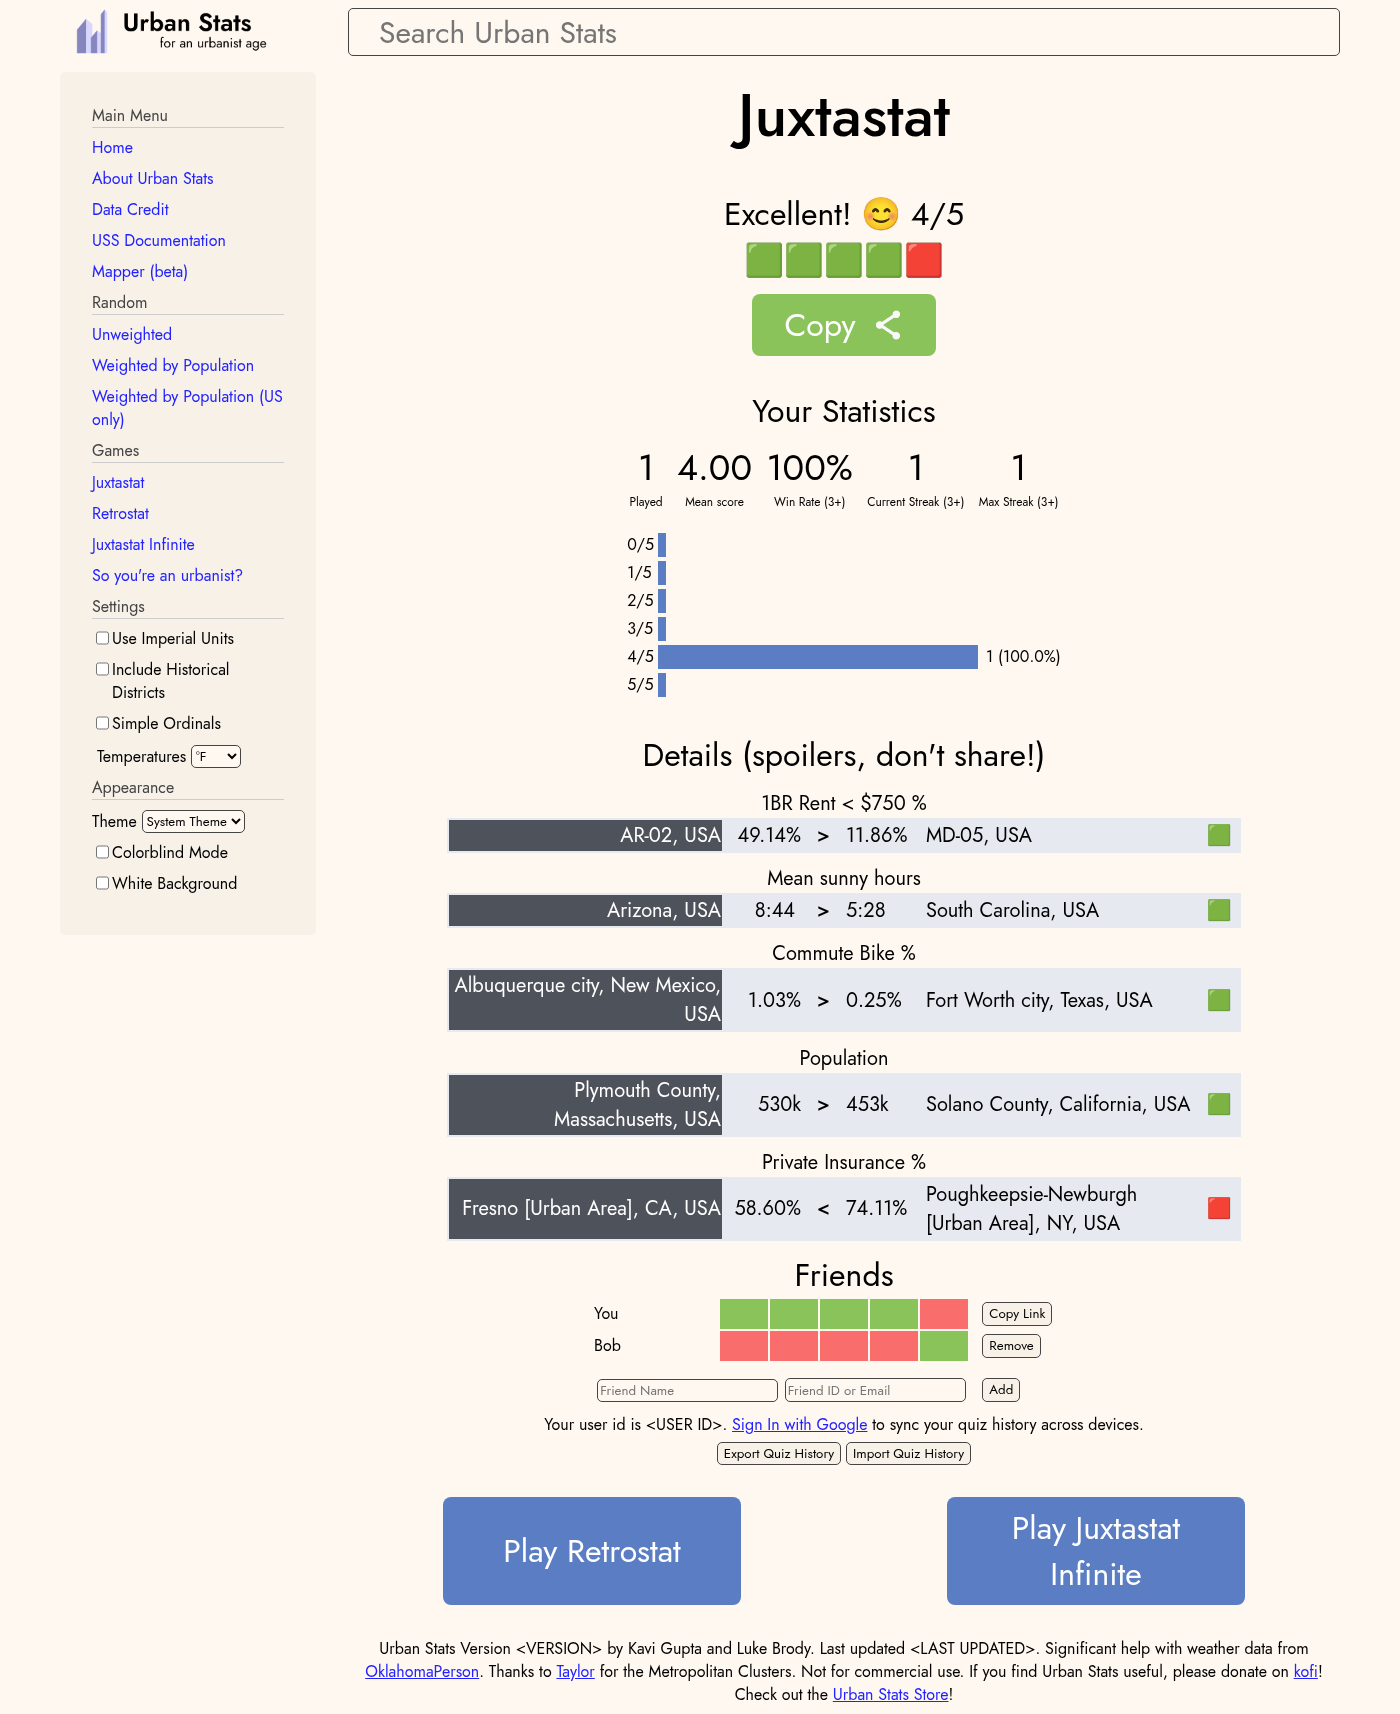 Urban Stats
for an urbanist age
Search Urban Stats
Main Menu
Home
About Urban Stats
Data Credit
USS Documentation
Mapper (beta)
Random
Unweighted
Weighted by Population
Weighted by Population (US
only)
Games
Juxtastat
Retrostat
Juxtastat Infinite
So you're an urbanist?
Settings
Use Imperial Units
Include Historical
Districts
Simple Ordinals
Temperatures °F
Appearance
Theme System Theme
Colorblind Mode
White Background
Juxtastat
Excellent! 😊 4/5
🟩🟩🟩🟩🟥
Copy
Your Statistics
1 4.00 100% 1 1
Played Mean score Win Rate (3+) Current Streak (3+) Max Streak (3+)
0/5
1/5
2/5
3/5
4/5 1 (100.0%)
5/5
Details (spoilers, don't share!)
1BR Rent < $750 %
AR-02, USA 49.14% > 11.86% MD-05, USA 🟩
Mean sunny hours
Arizona, USA 8:44 > 5:28 South Carolina, USA 🟩
Commute Bike %
Albuquerque city, New Mexico,
USA 1.03% > 0.25% Fort Worth city, Texas, USA 🟩
Population
Plymouth County,
Massachusetts, USA 530k > 453k Solano County, California, USA 🟩
Private Insurance %
Fresno [Urban Area], CA, USA 58.60% < 74.11% Poughkeepsie-Newburgh
[Urban Area], NY, USA 🟥
Friends
You Copy Link
Bob Remove
Friend Name Friend ID or Email Add
Your user id is <USER ID>. Sign In with Google to sync your quiz history across devices.
Export Quiz History Import Quiz History
Play Retrostat
Play Juxtastat
Infinite
Urban Stats Version <VERSION> by Kavi Gupta and Luke Brody. Last updated <LAST UPDATED>. Significant help with weather data from
OklahomaPerson. Thanks to Taylor for the Metropolitan Clusters. Not for commercial use. If you find Urban Stats useful, please donate on kofi!
Check out the Urban Stats Store!